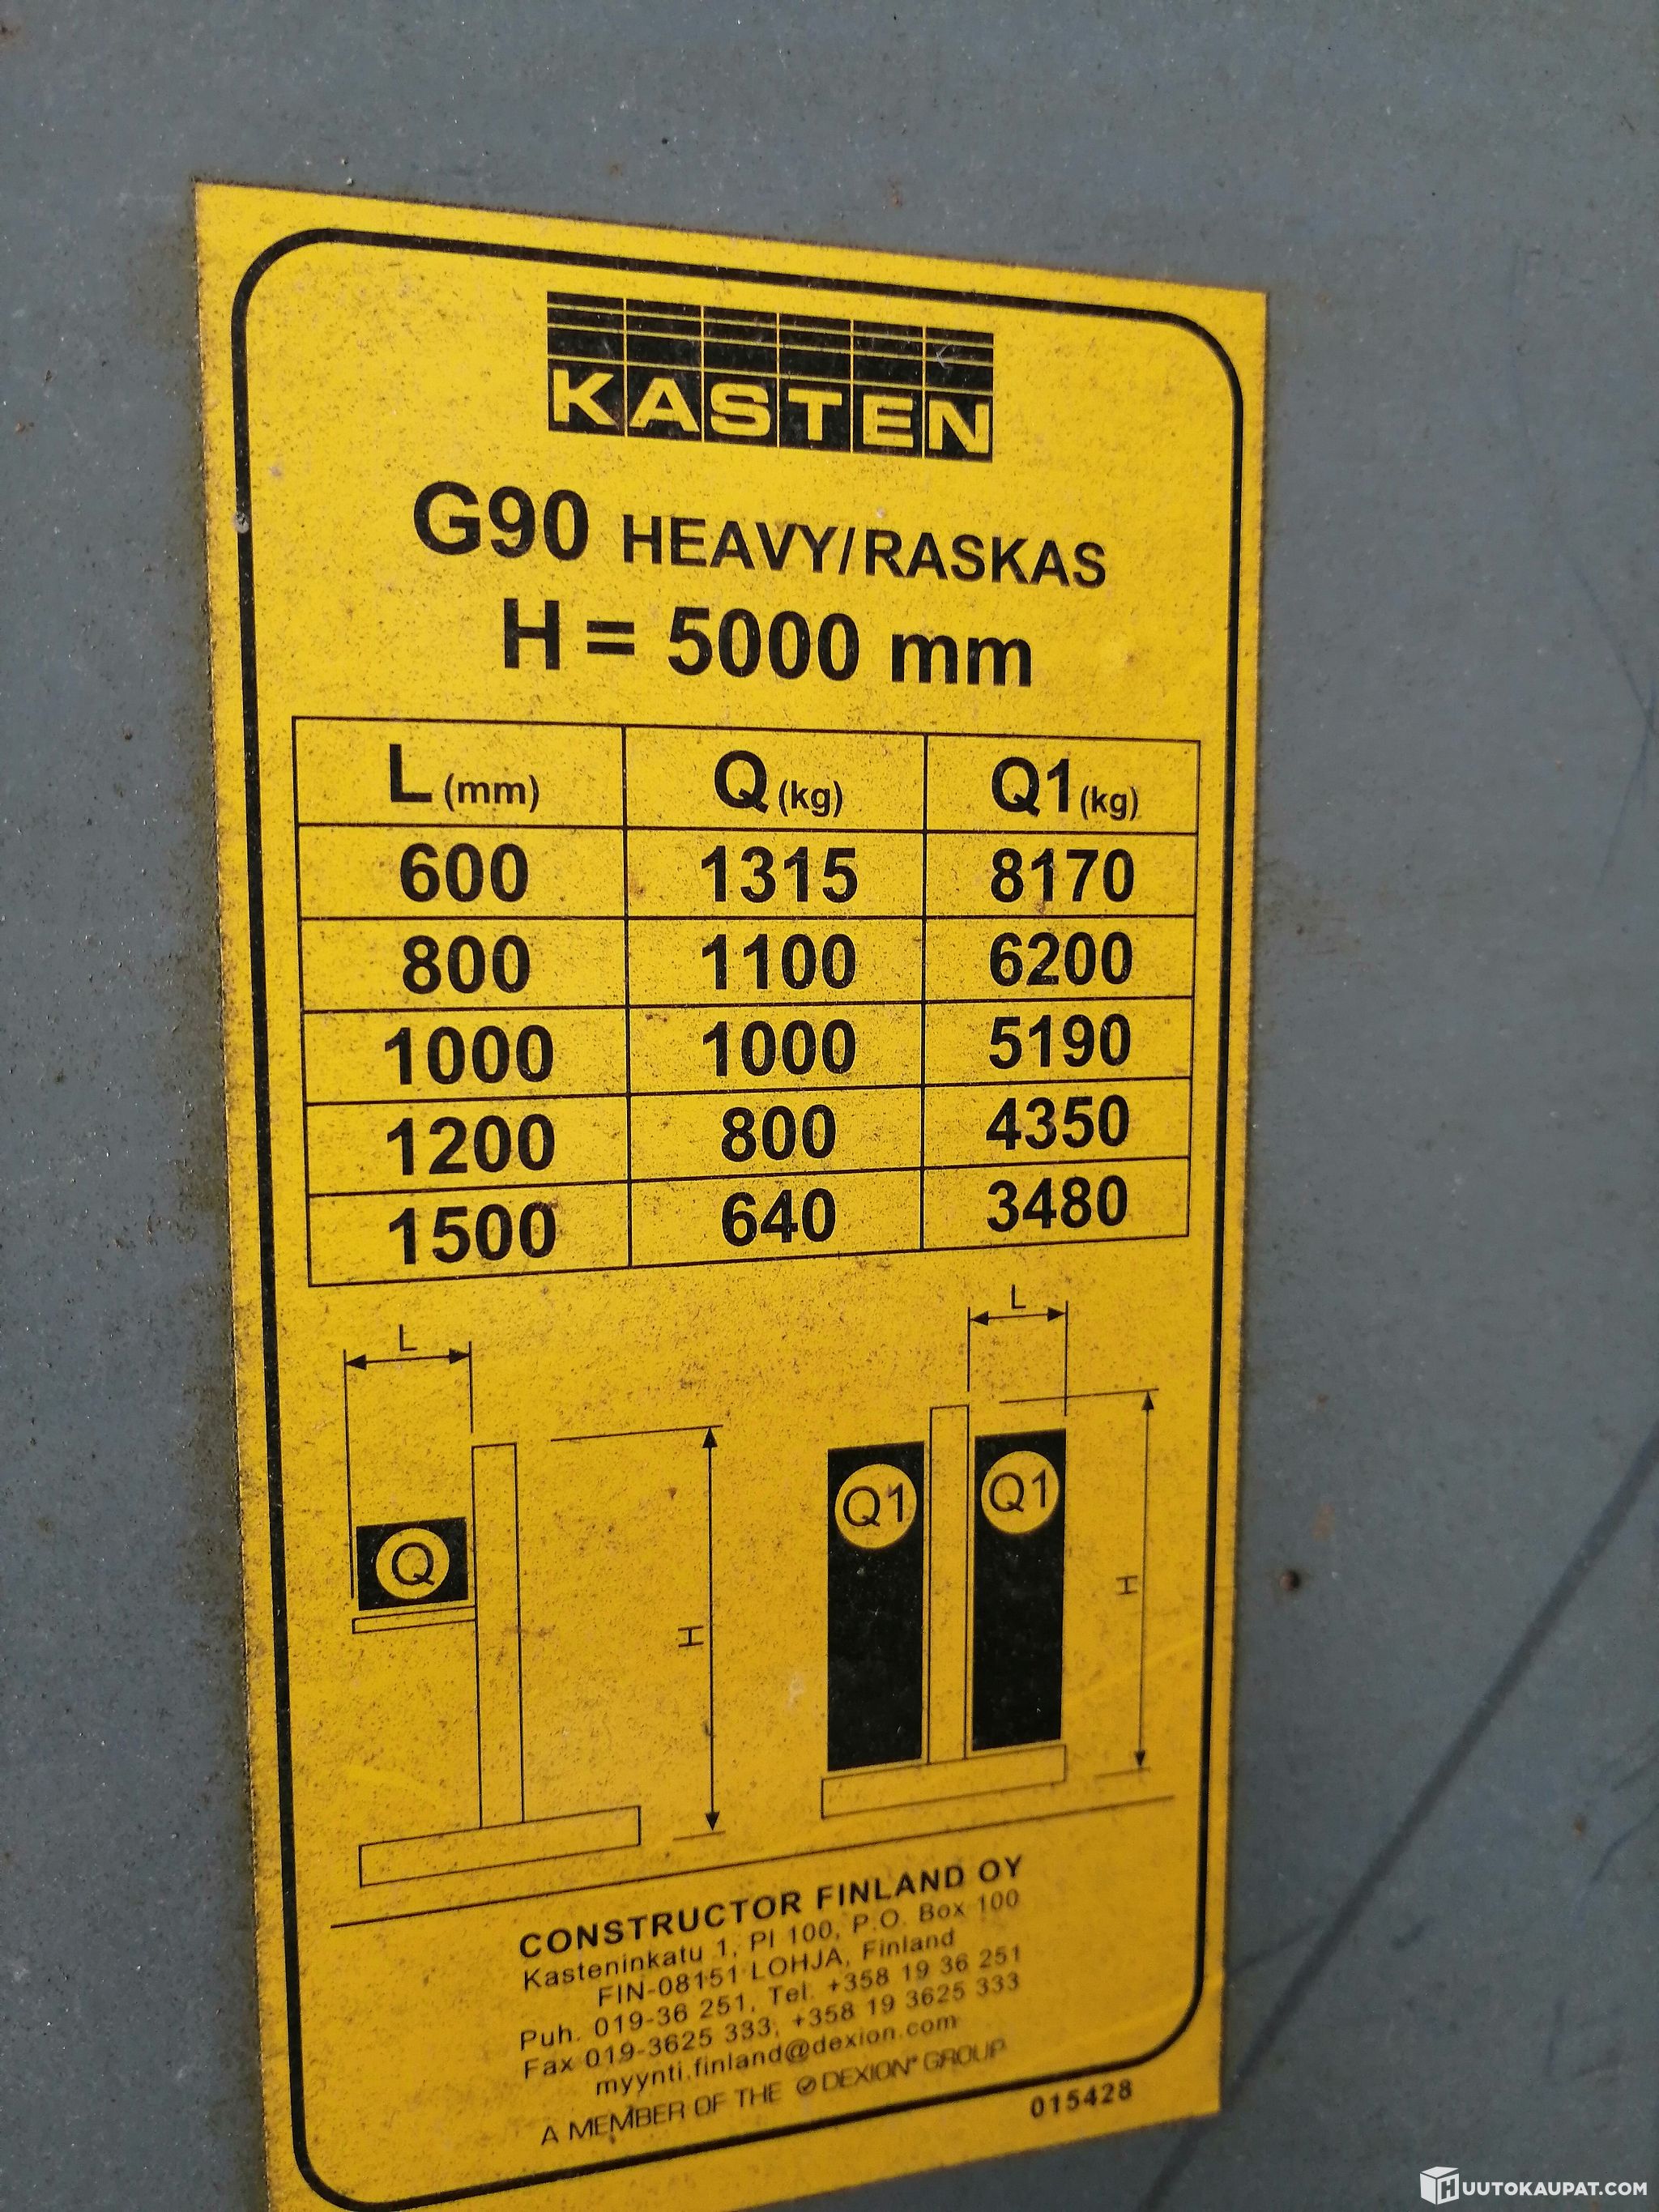 KASTEN
G90 HEAVY/RASKAS
H = 5000 mm
L (mm) Q (kg) Q1 (kg)
600 1315 8170
800 1100 6200
1000 1000 5190
1200 800 4350
1500 640 3480
L L
Q Q1 Q1
H H
CONSTRUCTOR FINLAND OY
Kasteninkatu 1, Pl 100, P.O. Box 100
FIN-08151 LOHJA, Finland
Puh. 019-36 251, Tel. +358 19 36 251
Fax 019-3625 333, +358 19 3625 333
myynti.finland@dexion.com
A MEMBER OF THE DEXION® GROUP
015428
HUUTOKAUPAT.COM